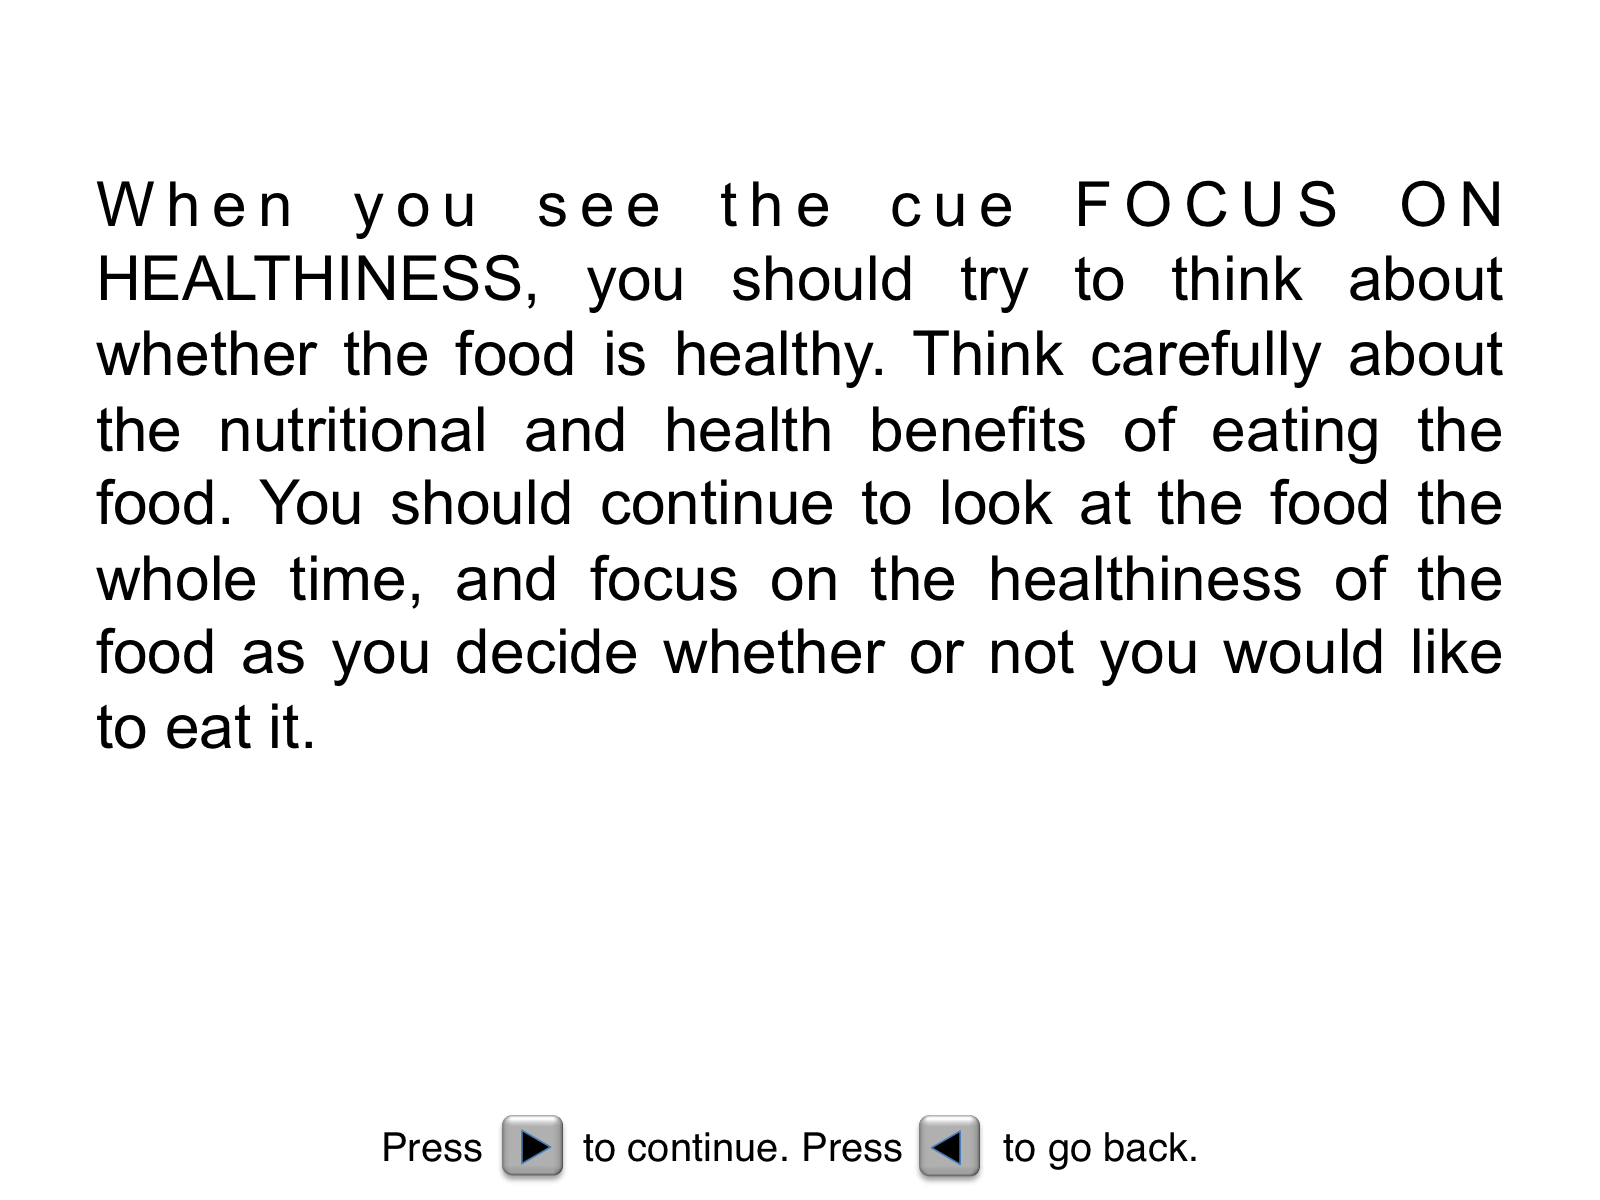 When you see the cue FOCUS ON
HEALTHINESS, you should try to think about
whether the food is healthy. Think carefully about
the nutritional and health benefits of eating the
food. You should continue to look at the food the
whole time, and focus on the healthiness of the
food as you decide whether or not you would like
to eat it.
Press to continue. Press to go back.